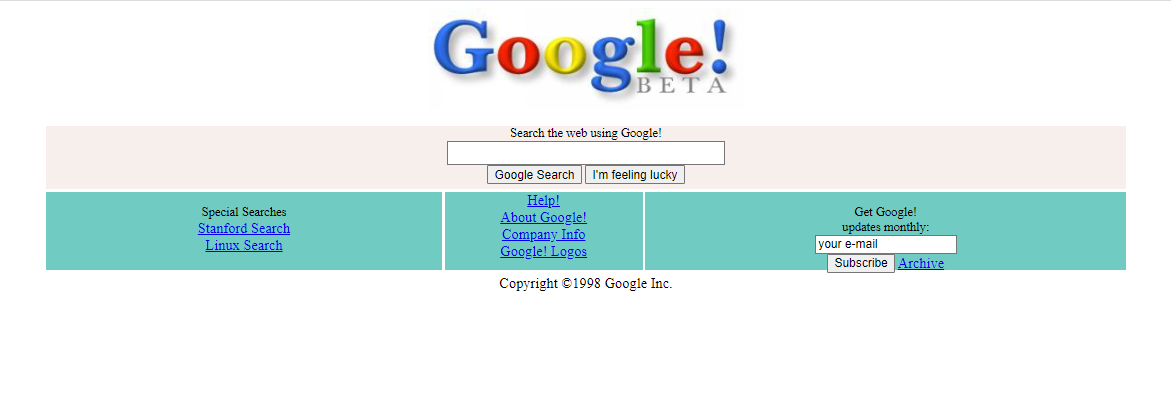 Google!
BETA
Search the web using Google!
Google Search I'm feeling lucky
Special Searches
Stanford Search
Linux Search
Help!
About Google!
Company Info
Google! Logos
Get Google!
updates monthly:
your e-mail
Subscribe Archive
Copyright ©1998 Google Inc.